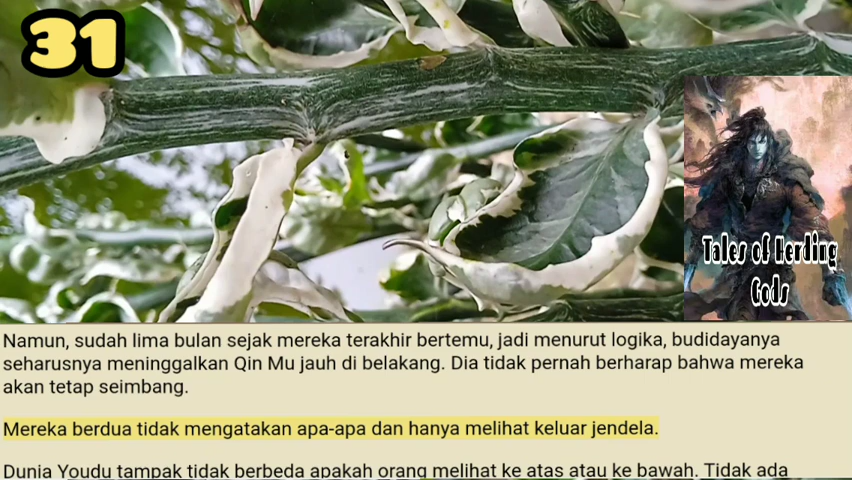 31
Tales of Herding
Gods
Namun, sudah lima bulan sejak mereka terakhir bertemu, jadi menurut logika, budidayanya
seharusnya meninggalkan Qin Mu jauh di belakang. Dia tidak pernah berharap bahwa mereka
akan tetap seimbang.
Mereka berdua tidak mengatakan apa-apa dan hanya melihat keluar jendela.
Dunia Youdu tampak tidak berbeda apakah orang melihat ke atas atau ke bawah. Tidak ada